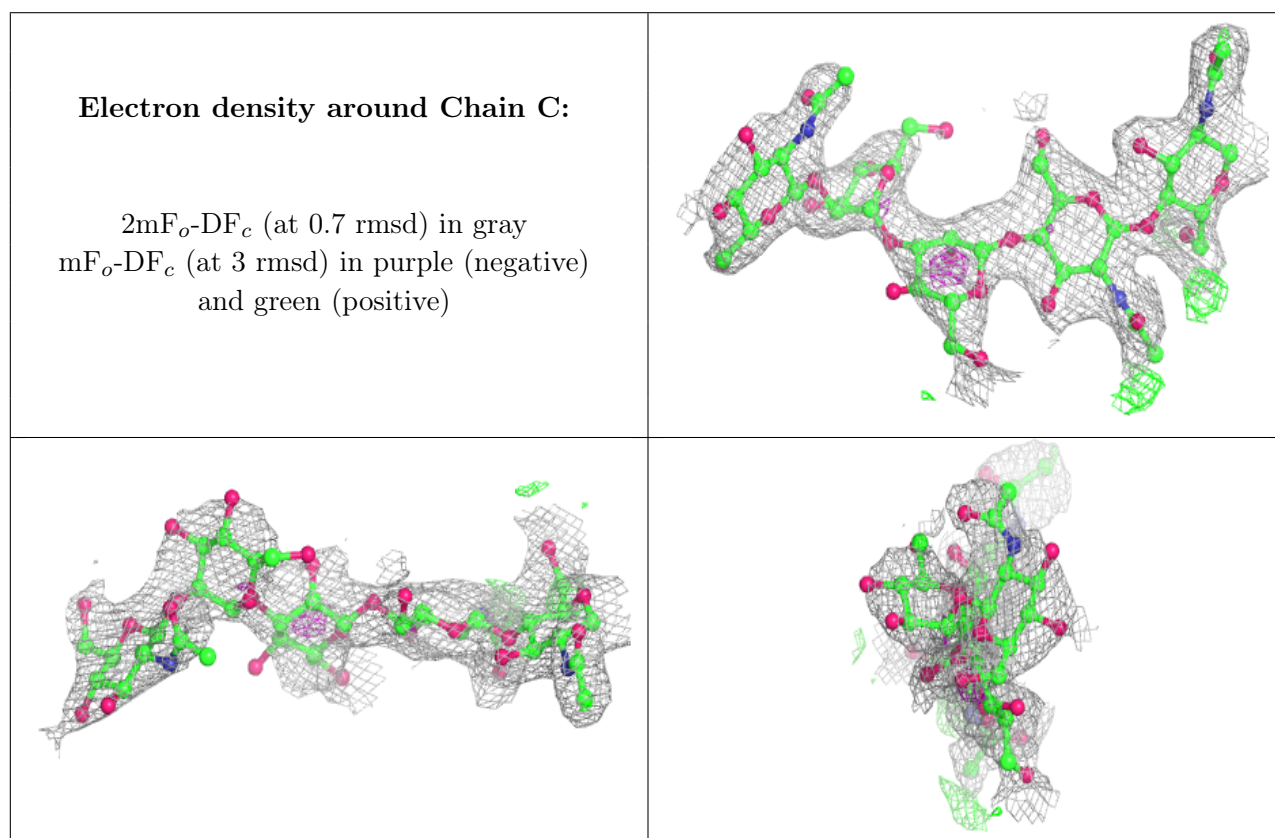 Electron density around Chain C:
2mFo-DFc (at 0.7 rmsd) in gray
mFo-DFc (at 3 rmsd) in purple (negative)
and green (positive)